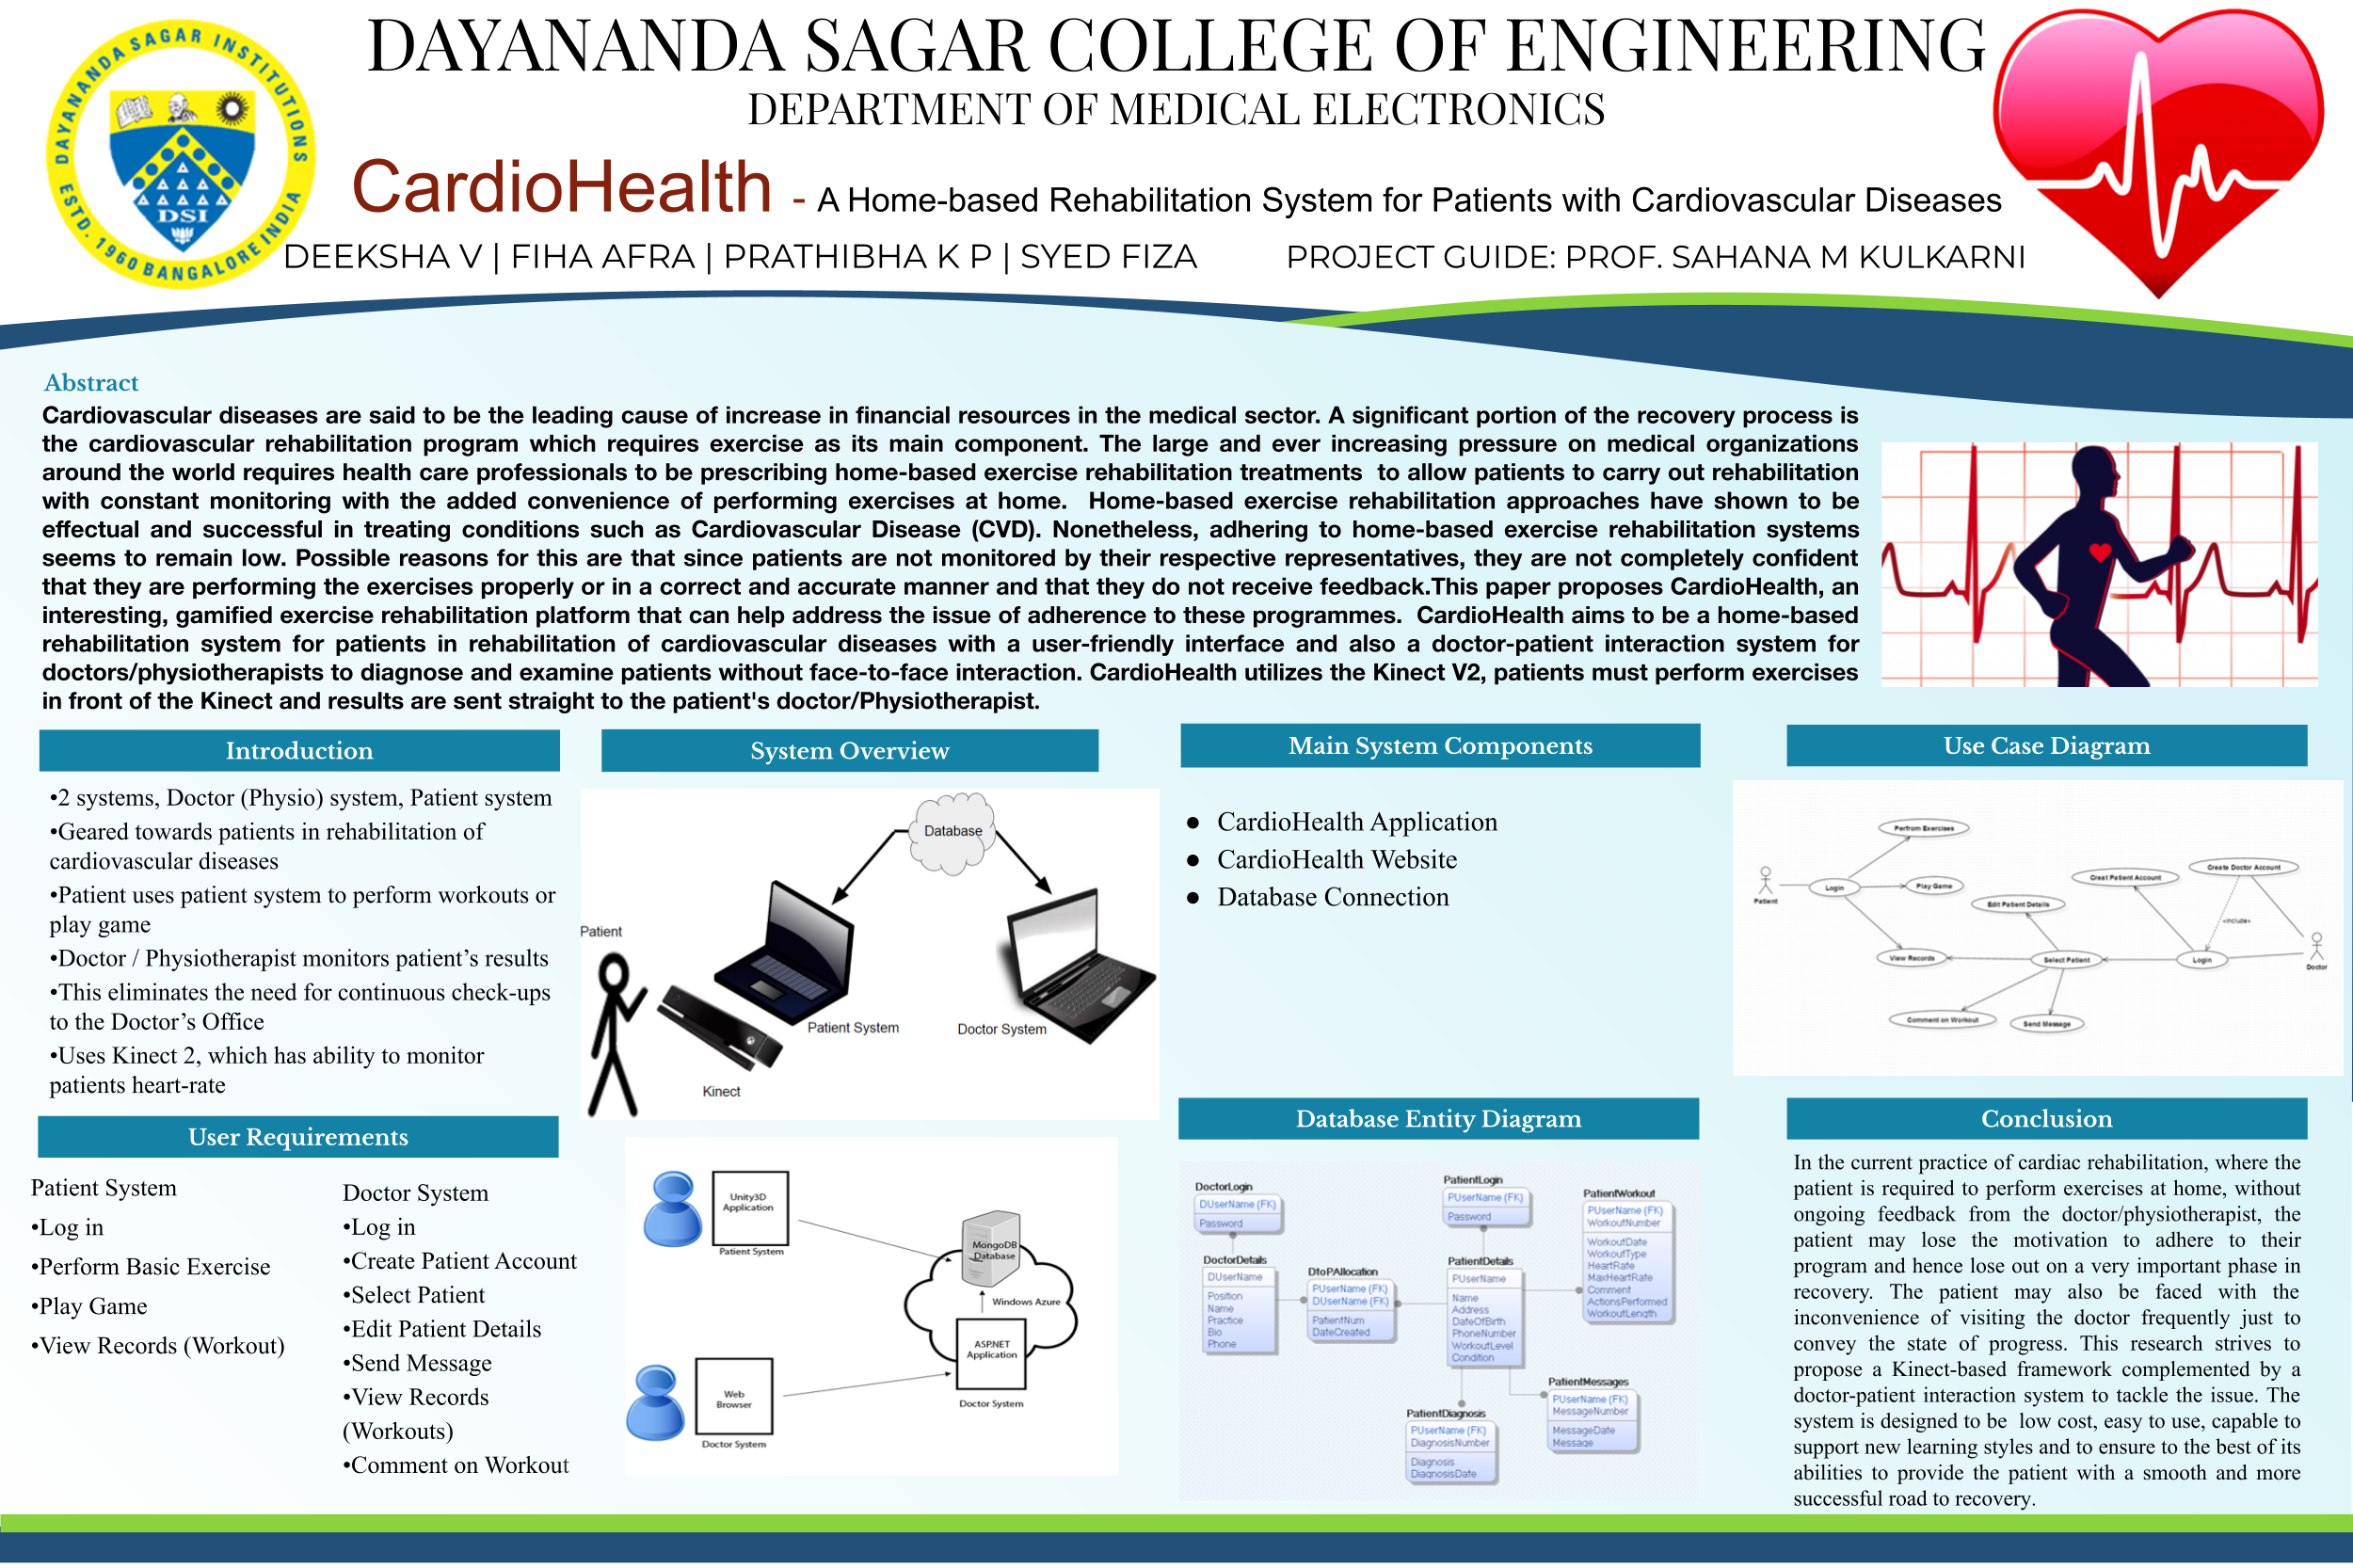 DAYANANDA SAGAR INSTITUTIONS
ESTD. 1960 BANGALORE INDIA
DSI
DAYANANDA SAGAR COLLEGE OF ENGINEERING
DEPARTMENT OF MEDICAL ELECTRONICS
CardioHealth - A Home-based Rehabilitation System for Patients with Cardiovascular Diseases
DEEKSHA V | FIHA AFRA | PRATHIBHA K P | SYED FIZA PROJECT GUIDE: PROF. SAHANA M KULKARNI
Abstract
Cardiovascular diseases are said to be the leading cause of increase in financial resources in the medical sector. A significant portion of the recovery process is
the cardiovascular rehabilitation program which requires exercise as its main component. The large and ever increasing pressure on medical organizations
around the world requires health care professionals to be prescribing home-based exercise rehabilitation treatments to allow patients to carry out rehabilitation
with constant monitoring with the added convenience of performing exercises at home. Home-based exercise rehabilitation approaches have shown to be
effectual and successful in treating conditions such as Cardiovascular Disease (CVD). Nonetheless, adhering to home-based exercise rehabilitation systems
seems to remain low. Possible reasons for this are that since patients are not monitored by their respective representatives, they are not completely confident
that they are performing the exercises properly or in a correct and accurate manner and that they do not receive feedback.This paper proposes CardioHealth, an
interesting, gamified exercise rehabilitation platform that can help address the issue of adherence to these programmes. CardioHealth aims to be a home-based
rehabilitation system for patients in rehabilitation of cardiovascular diseases with a user-friendly interface and also a doctor-patient interaction system for
doctors/physiotherapists to diagnose and examine patients without face-to-face interaction. CardioHealth utilizes the Kinect V2, patients must perform exercises
in front of the Kinect and results are sent straight to the patient's doctor/Physiotherapist.
Introduction
•2 systems, Doctor (Physio) system, Patient system
•Geared towards patients in rehabilitation of
cardiovascular diseases
•Patient uses patient system to perform workouts or
play game
•Doctor / Physiotherapist monitors patient’s results
•This eliminates the need for continuous check-ups
to the Doctor’s Office
•Uses Kinect 2, which has ability to monitor
patients heart-rate
User Requirements
Patient System
•Log in
•Perform Basic Exercise
•Play Game
•View Records (Workout)
Doctor System
•Log in
•Create Patient Account
•Select Patient
•Edit Patient Details
•Send Message
•View Records
(Workouts)
•Comment on Workout
System Overview
Database
Patient
Patient System
Doctor System
Kinect
Unity3D
Application
Patient System
MongoDB
Database
Windows Azure
ASP.NET
Application
Doctor System
Web
Browser
Doctor System
Main System Components
● CardioHealth Application
● CardioHealth Website
● Database Connection
Database Entity Diagram
DoctorLogin
DUserName (FK)
Password
DoctorDetails
DUserName
Position
Name
Practice
Bio
Phone
DtoPAllocation
PUserName (FK)
DUserName (FK)
PatientNum
DateCreated
PatientLogin
PUserName (FK)
Password
PatientDetails
PUserName
Name
Address
DateOfBirth
PhoneNumber
WorkoutLevel
Condition
PatientWorkout
PUserName (FK)
WorkoutNumber
WorkoutDate
WorkoutType
HeartRate
MaxHeartRate
Comment
ActionsPerformed
WorkoutLength
PatientMessages
PUserName (FK)
MessageNumber
MessageDate
Message
PatientDiagnosis
PUserName (FK)
DiagnosisNumber
Diagnosis
DiagnosisDate
Use Case Diagram
Perfrom Exercises
Patient
Login
Play Game
View Records
Edit Patient Details
Creat Patient Account
Create Doctor Account
«include»
Select Patient
Login
Doctor
Comment on Workout
Send Message
Conclusion
In the current practice of cardiac rehabilitation, where the
patient is required to perform exercises at home, without
ongoing feedback from the doctor/physiotherapist, the
patient may lose the motivation to adhere to their
program and hence lose out on a very important phase in
recovery. The patient may also be faced with the
inconvenience of visiting the doctor frequently just to
convey the state of progress. This research strives to
propose a Kinect-based framework complemented by a
doctor-patient interaction system to tackle the issue. The
system is designed to be low cost, easy to use, capable to
support new learning styles and to ensure to the best of its
abilities to provide the patient with a smooth and more
successful road to recovery.